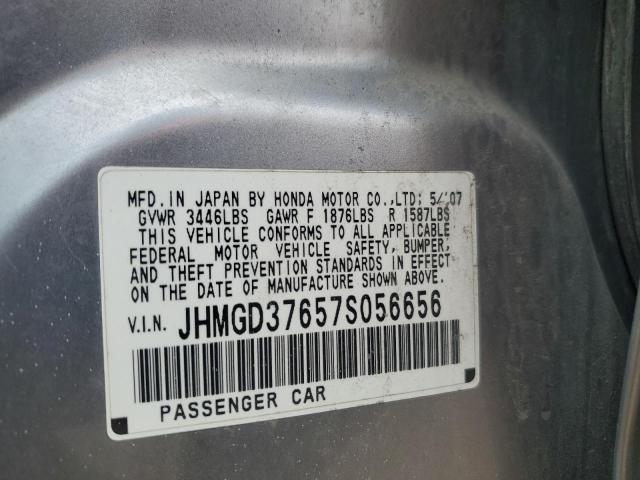 MFD. IN JAPAN BY HONDA MOTOR CO.,LTD; 5/'07
GVWR 3446LBS GAWR F 1876LBS R 1587LBS
THIS VEHICLE CONFORMS TO ALL APPLICABLE
FEDERAL MOTOR VEHICLE SAFETY, BUMPER,
AND THEFT PREVENTION STANDARDS IN EFFECT
ON THE DATE OF MANUFACTURE SHOWN ABOVE.
V.I.N. JHMGD37657S056656
PASSENGER CAR